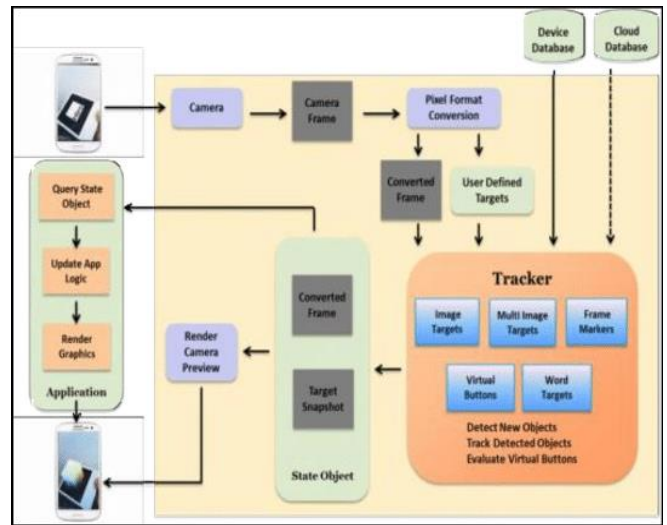 Device
Database
Cloud
Database
Camera
Camera
Frame
Pixel Format
Conversion
Query State
Object
Update App
Logic
Render
Graphics
Application
Converted
Frame
User Defined
Targets
Converted
Frame
Target
Snapshot
State Object
Render
Camera
Preview
Tracker
Image
Targets
Multi Image
Targets
Frame
Markers
Virtual
Buttons
Word
Targets
Detect New Objects
Track Detected Objects
Evaluate Virtual Buttons